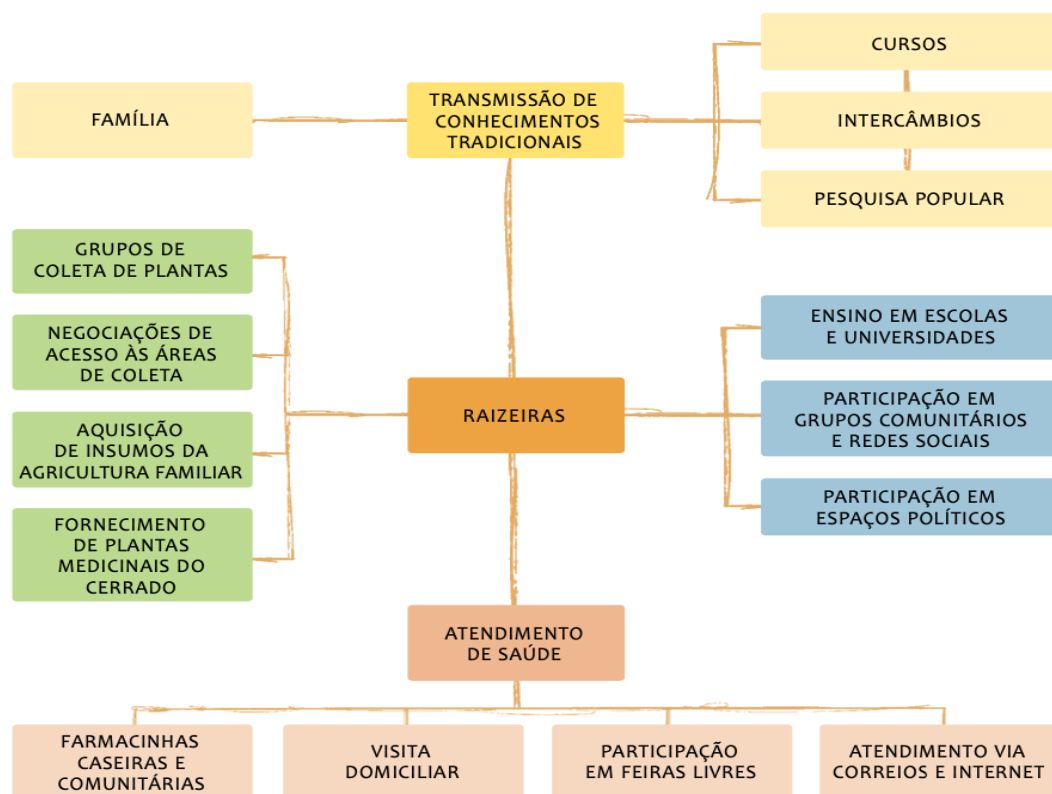 CURSOS
FAMÍLIA
TRANSMISSÃO DE
CONHECIMENTOS
TRADICIONAIS
INTERCÂMBIOS
PESQUISA POPULAR
GRUPOS DE
COLETA DE PLANTAS
NEGOCIAÇÕES DE
ACESSO ÀS ÁREAS
DE COLETA
AQUISIÇÃO
DE INSUMOS DA
AGRICULTURA FAMILIAR
FORNECIMENTO
DE PLANTAS
MEDICINAIS DO
CERRADO
RAIZEIRAS
ENSINO EM ESCOLAS
E UNIVERSIDADES
PARTICIPAÇÃO EM
GRUPOS COMUNITÁRIOS
E REDES SOCIAIS
PARTICIPAÇÃO EM
ESPAÇOS POLÍTICOS
ATENDIMENTO
DE SAÚDE
FARMACINHAS
CASEIRAS E
COMUNITÁRIAS
VISITA
DOMICILIAR
PARTICIPAÇÃO
EM FEIRAS LIVRES
ATENDIMENTO VIA
CORREIOS E INTERNET